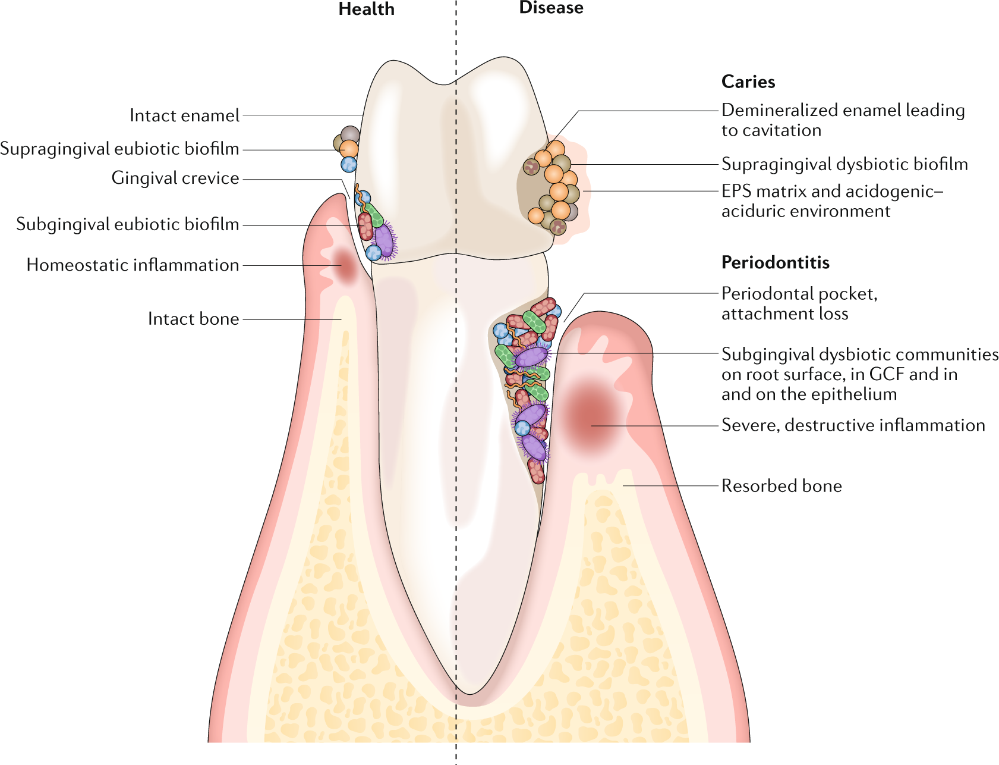 Health
Disease
Intact enamel
Supragingival eubiotic biofilm
Gingival crevice
Subgingival eubiotic biofilm
Homeostatic inflammation
Intact bone
Caries
Demineralized enamel leading
to cavitation
Supragingival dysbiotic biofilm
EPS matrix and acidogenic–
aciduric environment
Periodontitis
Periodontal pocket,
attachment loss
Subgingival dysbiotic communities
on root surface, in GCF and in
and on the epithelium
Severe, destructive inflammation
Resorbed bone